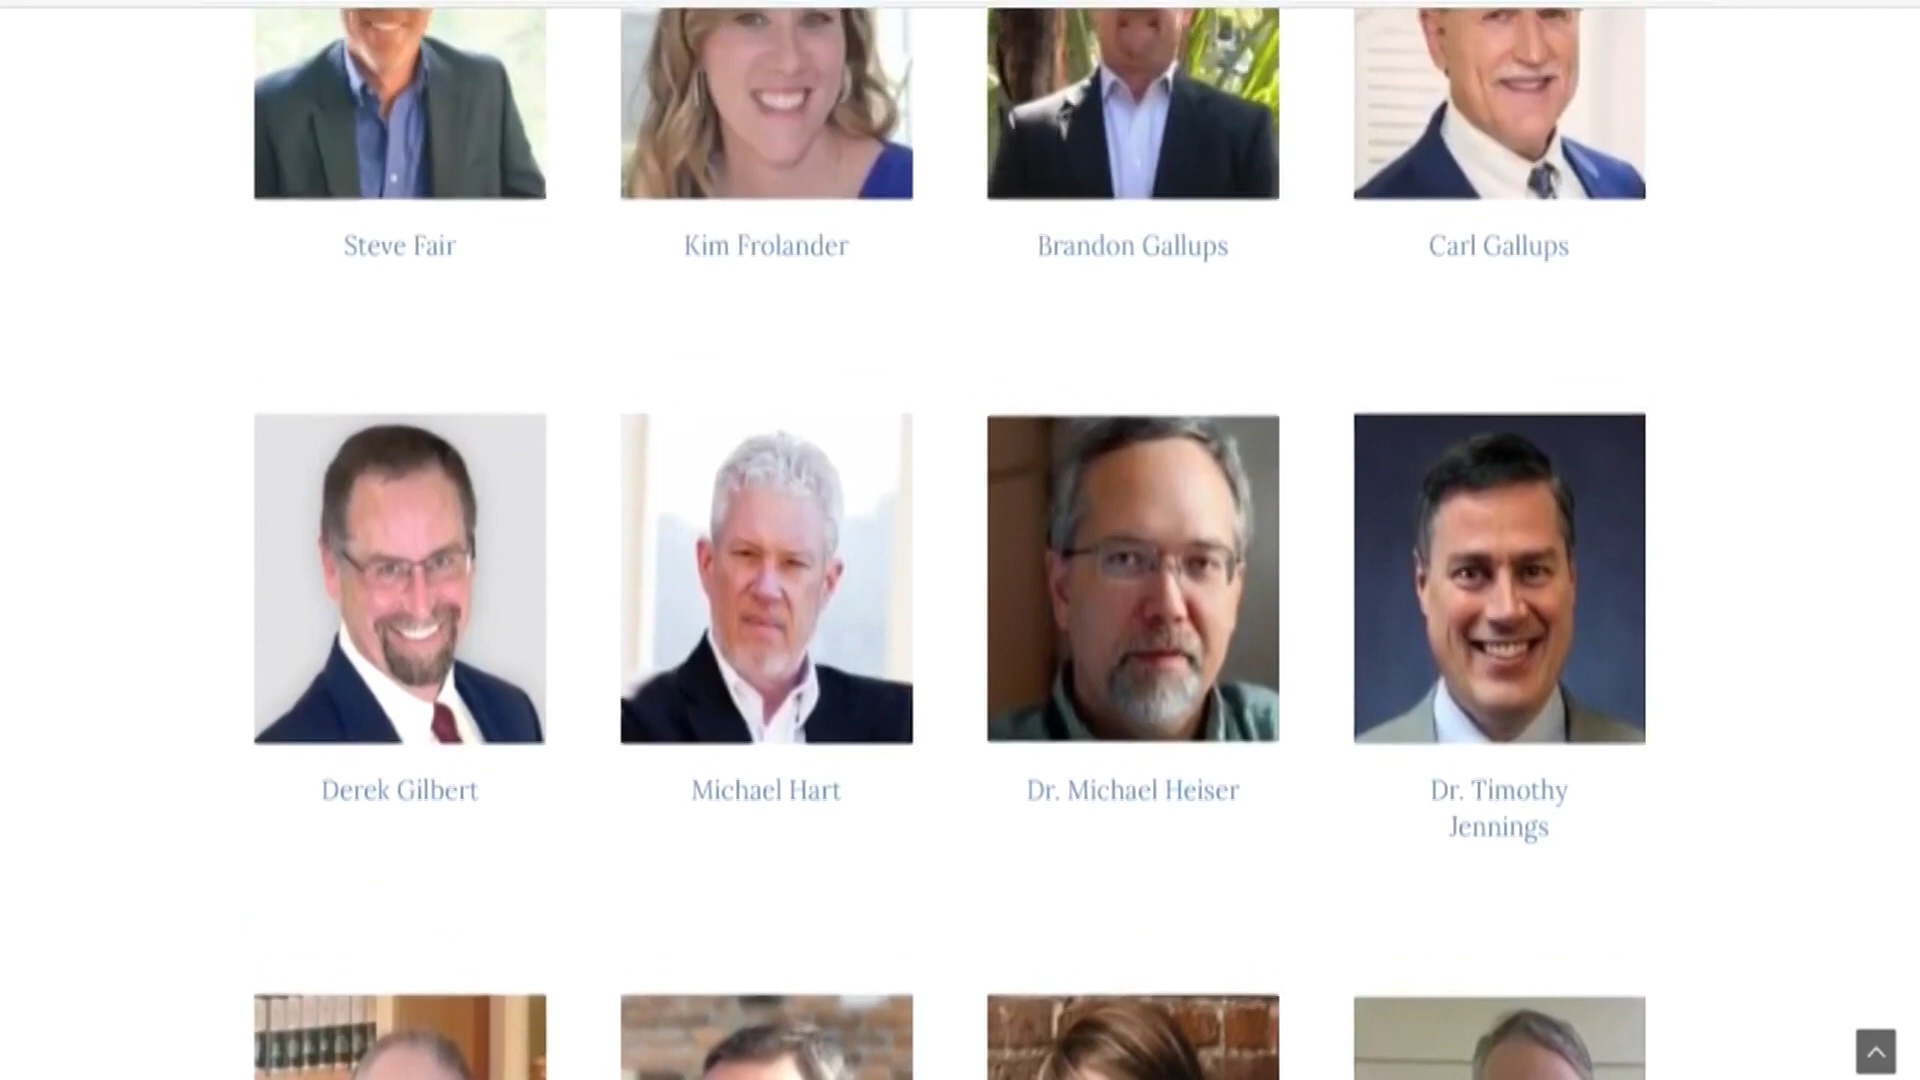 Steve Fair
Kim Frolander
Brandon Gallups
Carl Gallups
Derek Gilbert
Michael Hart
Dr. Michael Heiser
Dr. Timothy
Jennings